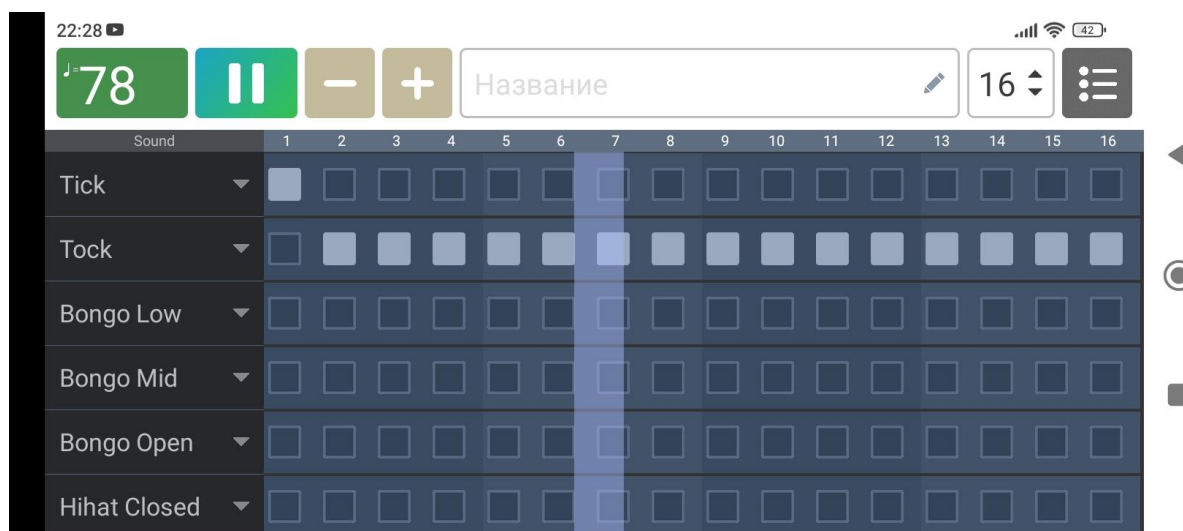 22:28 42
♩=78 Название 16
Sound 1 2 3 4 5 6 7 8 9 10 11 12 13 14 15 16
Tick
Tock
Bongo Low
Bongo Mid
Bongo Open
Hihat Closed